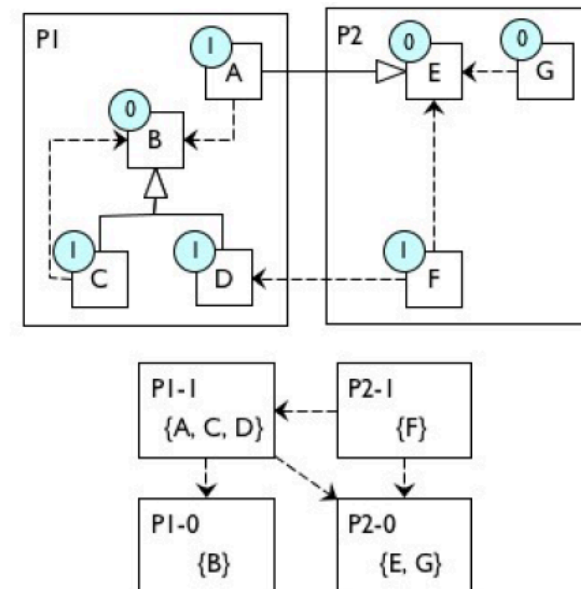 P1
1
A
P2
0
E
0
G
0
B
1
C
1
D
1
F
P1-1
{A, C, D}
P2-1
{F}
P1-0
{B}
P2-0
{E, G}